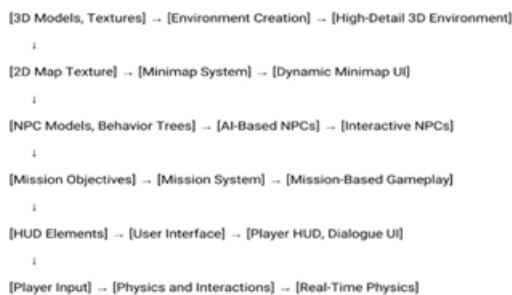 [3D Models, Textures] → [Environment Creation] → [High-Detail 3D Environment]
↓
[2D Map Texture] → [Minimap System] → [Dynamic Minimap UI]
↓
[NPC Models, Behavior Trees] → [AI-Based NPCs] → [Interactive NPCs]
↓
[Mission Objectives] → [Mission System] → [Mission-Based Gameplay]
↓
[HUD Elements] → [User Interface] → [Player HUD, Dialogue UI]
↓
[Player Input] → [Physics and Interactions] → [Real-Time Physics]